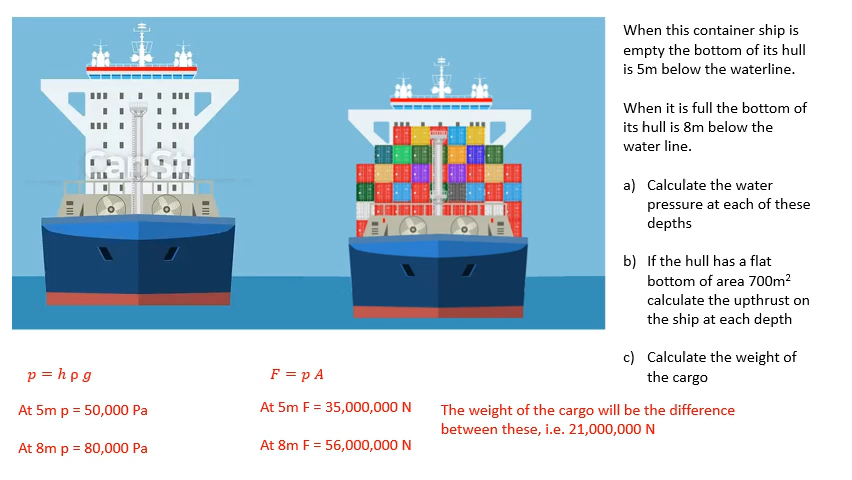 When this container ship is
empty the bottom of its hull
is 5m below the waterline.
When it is full the bottom of
its hull is 8m below the
water line.
a) Calculate the water
pressure at each of these
depths
b) If the hull has a flat
bottom of area 700m²
calculate the upthrust on
the ship at each depth
c) Calculate the weight of
the cargo
p = h ρ g
At 5m p = 50,000 Pa
At 8m p = 80,000 Pa
F = p A
At 5m F = 35,000,000 N
At 8m F = 56,000,000 N
The weight of the cargo will be the difference
between these, i.e. 21,000,000 N